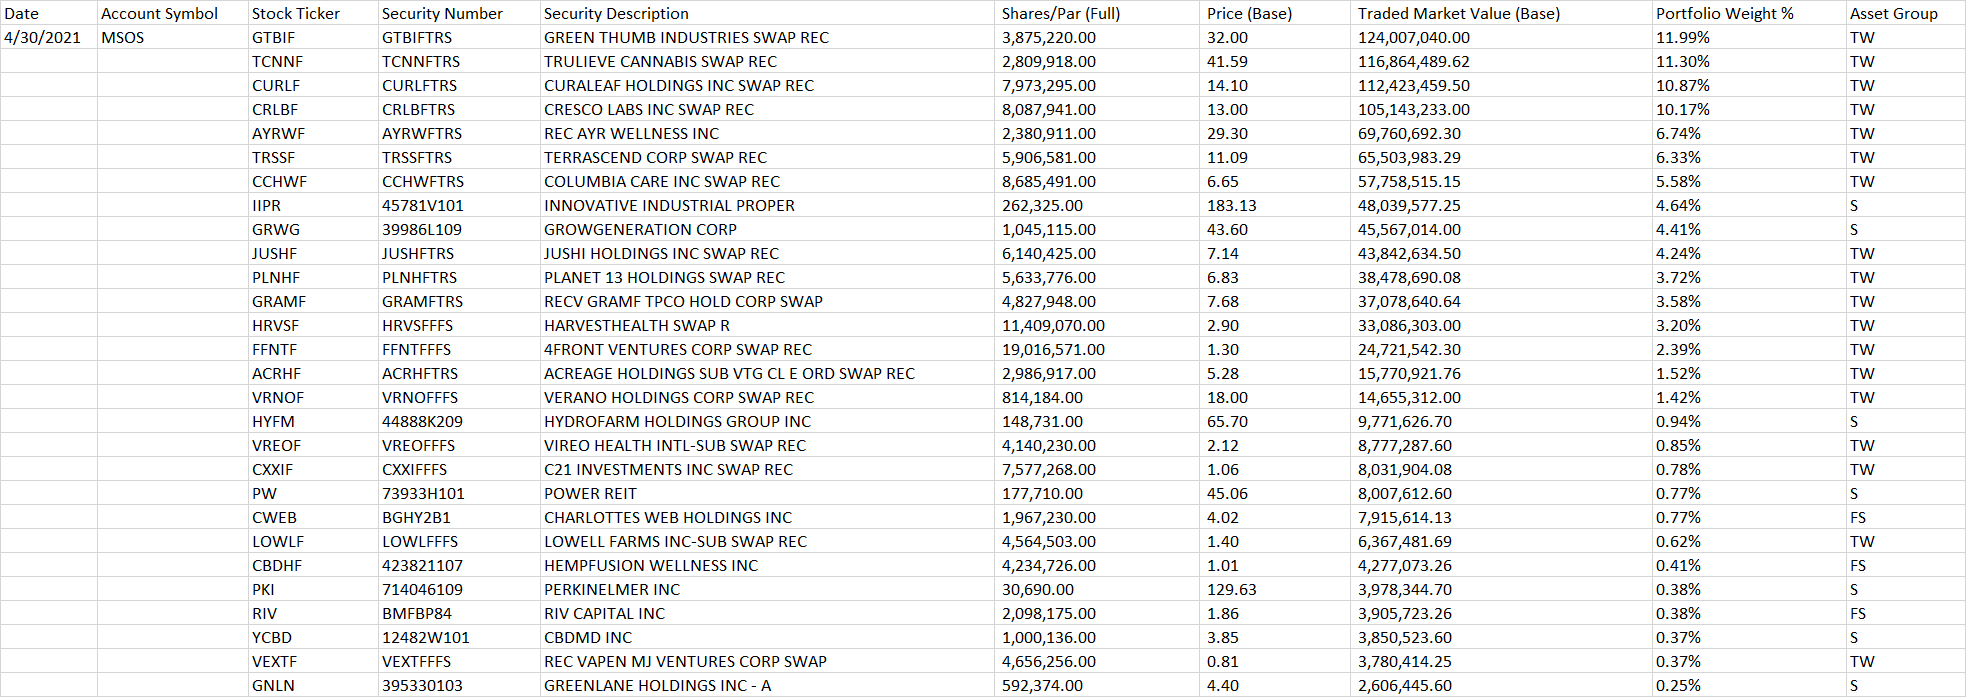 Date Account Symbol Stock Ticker Security Number Security Description Shares/Par (Full) Price (Base) Traded Market Value (Base) Portfolio Weight % Asset Group
4/30/2021 MSOS GTBIF GTBIFTRS GREEN THUMB INDUSTRIES SWAP REC 3,875,220.00 32.00 124,007,040.00 11.99% TW
TCNNF TCNNFTRS TRULIEVE CANNABIS SWAP REC 2,809,918.00 41.59 116,864,489.62 11.30% TW
CURLF CURLFTRS CURALEAF HOLDINGS INC SWAP REC 7,973,295.00 14.10 112,423,459.50 10.87% TW
CRLBF CRLBFTRS CRESCO LABS INC SWAP REC 8,087,941.00 13.00 105,143,233.00 10.17% TW
AYRWF AYRWFTRS REC AYR WELLNESS INC 2,380,911.00 29.30 69,760,692.30 6.74% TW
TRSSF TRSSFTRS TERRASCEND CORP SWAP REC 5,906,581.00 11.09 65,503,983.29 6.33% TW
CCHWF CCHWFTRS COLUMBIA CARE INC SWAP REC 8,685,491.00 6.65 57,758,515.15 5.58% TW
IIPR 45781V101 INNOVATIVE INDUSTRIAL PROPER 262,325.00 183.13 48,039,577.25 4.64% S
GRWG 39986L109 GROWGENERATION CORP 1,045,115.00 43.60 45,567,014.00 4.41% S
JUSHF JUSHFTRS JUSHI HOLDINGS INC SWAP REC 6,140,425.00 7.14 43,842,634.50 4.24% TW
PLNHF PLNHFTRS PLANET 13 HOLDINGS SWAP REC 5,633,776.00 6.83 38,478,690.08 3.72% TW
GRAMF GRAMFTRS RECV GRAMF TPCO HOLD CORP SWAP 4,827,948.00 7.68 37,078,640.64 3.58% TW
HRVSF HRVSFFFS HARVESTHEALTH SWAP R 11,409,070.00 2.90 33,086,303.00 3.20% TW
FFNTF FFNTFFFS 4FRONT VENTURES CORP SWAP REC 19,016,571.00 1.30 24,721,542.30 2.39% TW
ACRHF ACRHFTRS ACREAGE HOLDINGS SUB VTG CL E ORD SWAP REC 2,986,917.00 5.28 15,770,921.76 1.52% TW
VRNOF VRNOFFFS VERANO HOLDINGS CORP SWAP REC 814,184.00 18.00 14,655,312.00 1.42% TW
HYFM 44888K209 HYDROFARM HOLDINGS GROUP INC 148,731.00 65.70 9,771,626.70 0.94% S
VREOF VREOFFFS VIREO HEALTH INTL-SUB SWAP REC 4,140,230.00 2.12 8,777,287.60 0.85% TW
CXXIF CXXIFFFS C21 INVESTMENTS INC SWAP REC 7,577,268.00 1.06 8,031,904.08 0.78% TW
PW 73933H101 POWER REIT 177,710.00 45.06 8,007,612.60 0.77% S
CWEB BGHY2B1 CHARLOTTES WEB HOLDINGS INC 1,967,230.00 4.02 7,915,614.13 0.77% FS
LOWLF LOWLFFFS LOWELL FARMS INC-SUB SWAP REC 4,564,503.00 1.40 6,367,481.69 0.62% TW
CBDHF 423821107 HEMPFUSION WELLNESS INC 4,234,726.00 1.01 4,277,073.26 0.41% FS
PKI 714046109 PERKINELMER INC 30,690.00 129.63 3,978,344.70 0.38% S
RIV BMFBP84 RIV CAPITAL INC 2,098,175.00 1.86 3,905,723.26 0.38% FS
YCBD 12482W101 CBDMD INC 1,000,136.00 3.85 3,850,523.60 0.37% S
VEXTF VEXTFFFS REC VAPEN MJ VENTURES CORP SWAP 4,656,256.00 0.81 3,780,414.25 0.37% TW
GNLN 395330103 GREENLANE HOLDINGS INC - A 592,374.00 4.40 2,606,445.60 0.25% S